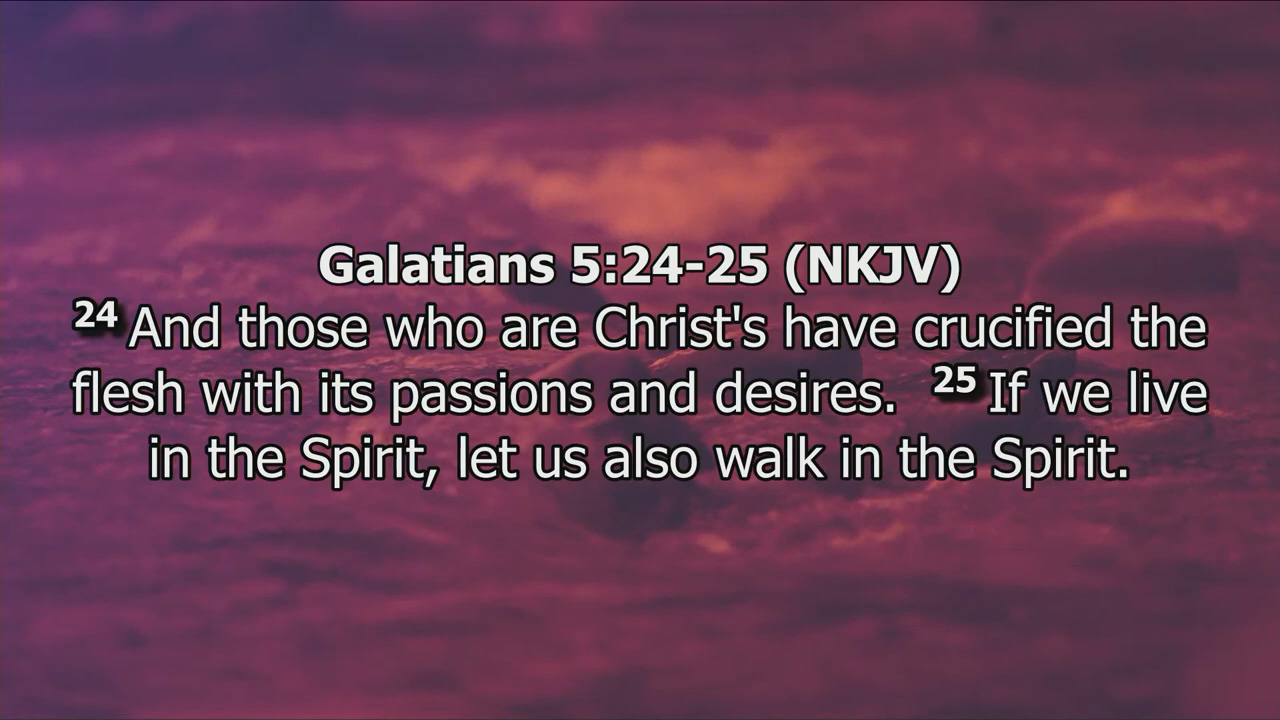 Galatians 5:24-25 (NKJV)
24 And those who are Christ's have crucified the
flesh with its passions and desires. 25 If we live
in the Spirit, let us also walk in the Spirit.